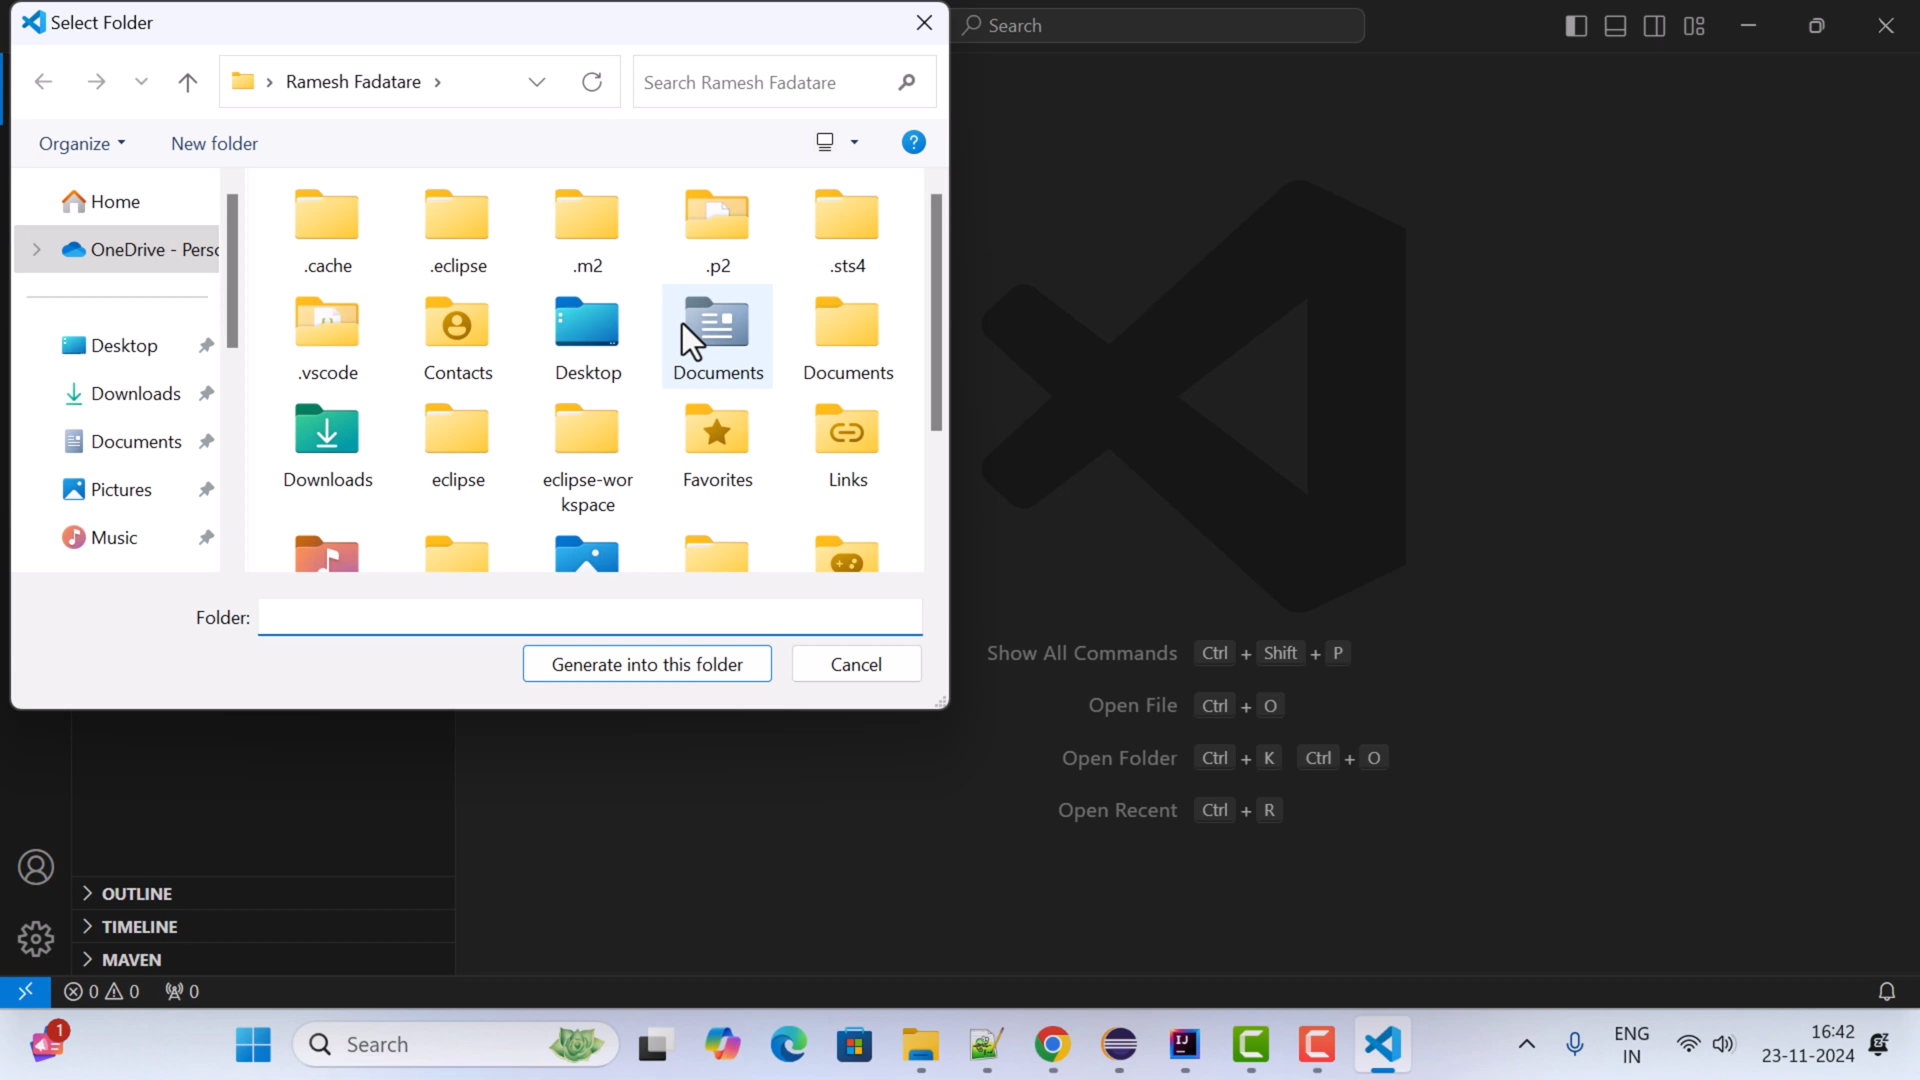 Select Folder
Search
Ramesh Fadatare
Search Ramesh Fadatare
Organize
New folder
Home
OneDrive - Perso
Desktop
Downloads
Documents
Pictures
Music
.cache
.eclipse
.m2
.p2
.sts4
.vscode
Contacts
Desktop
Documents
Documents
Downloads
eclipse
eclipse-wor
kspace
Favorites
Links
Folder:
Generate into this folder
Cancel
Show All Commands Ctrl + Shift + P
Open File Ctrl + O
Open Folder Ctrl + K Ctrl + O
Open Recent Ctrl + R
OUTLINE
TIMELINE
MAVEN
0 0 0
1
Search
IJ
ENG
IN
16:42
23-11-2024